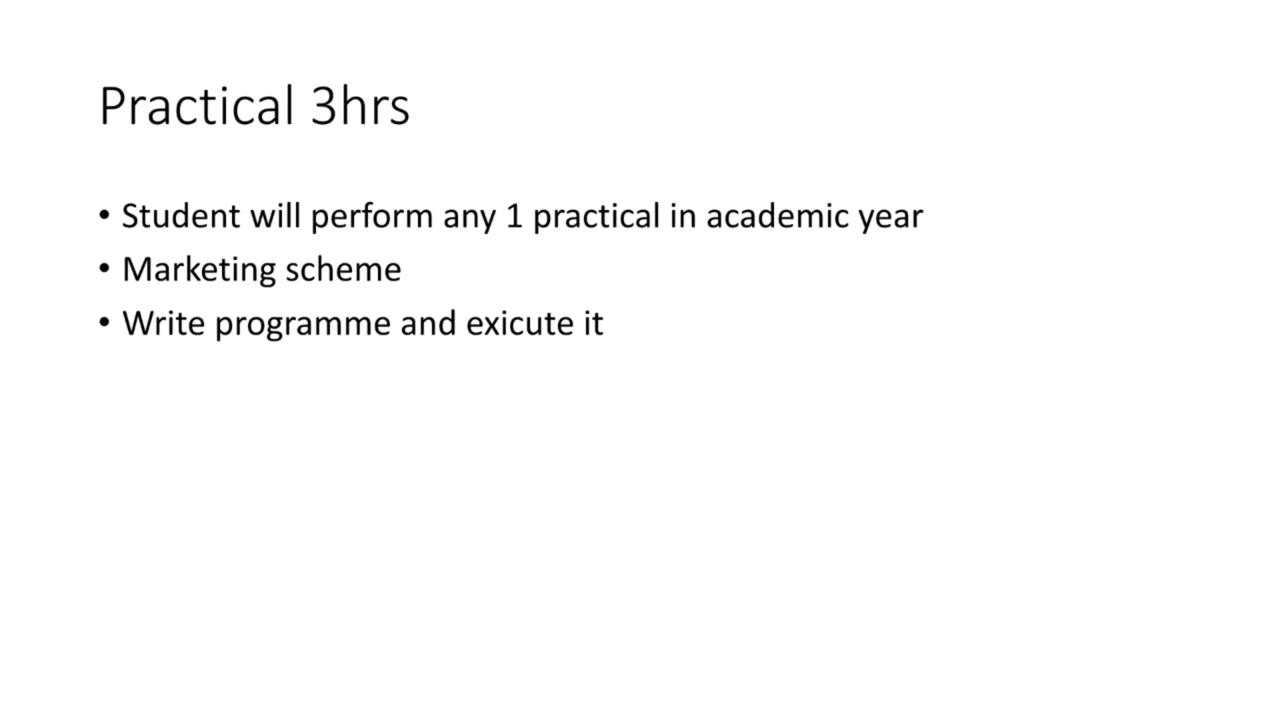 Practical 3hrs
• Student will perform any 1 practical in academic year
• Marketing scheme
• Write programme and exicute it